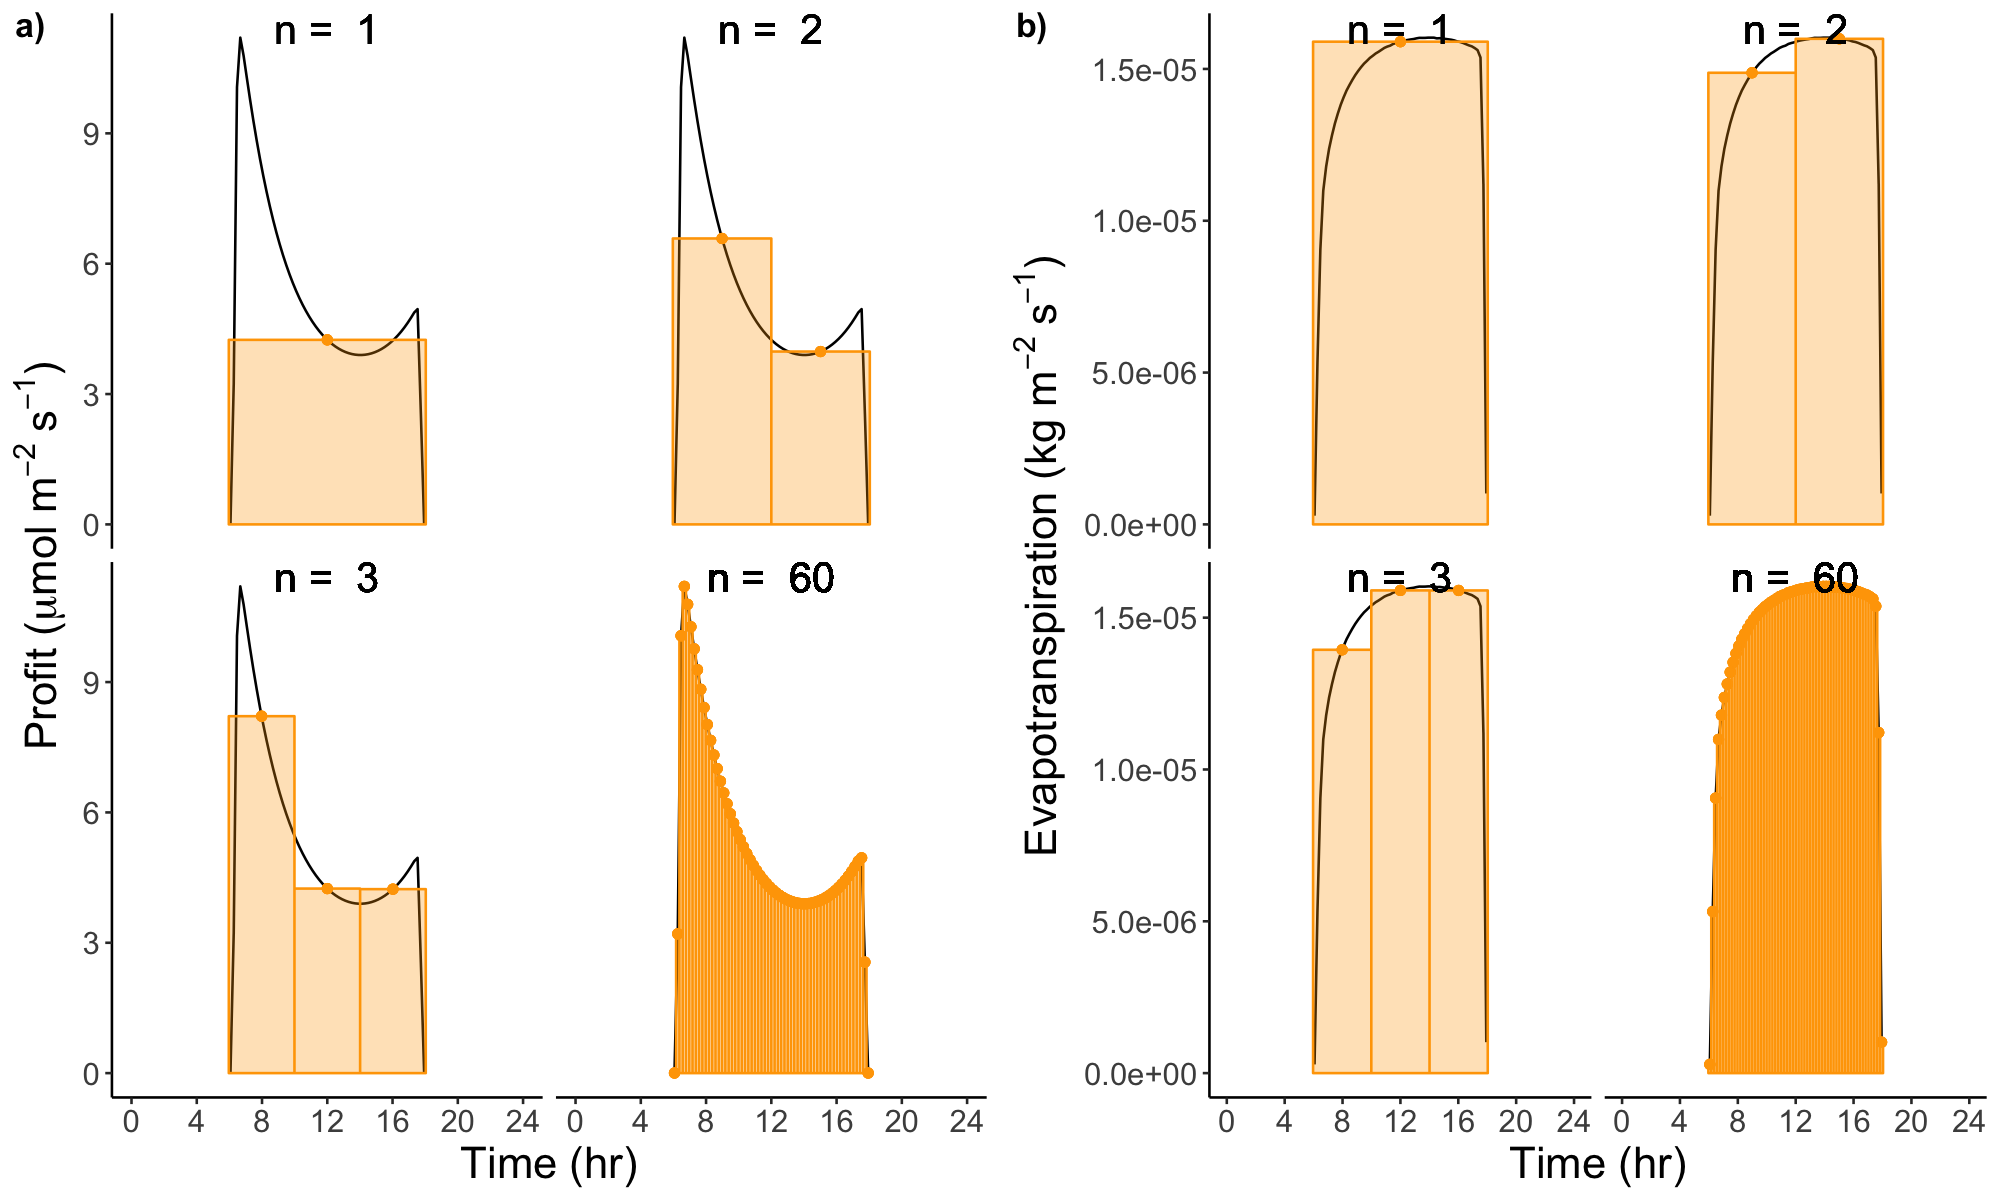 a)
Profit (μmol m⁻² s⁻¹)
n = 1
n = 2
9
6
3
0
n = 3
n = 60
9
6
3
0
0 4 8 12 16 20 24
0 4 8 12 16 20 24
Time (hr)
b)
Evapotranspiration (kg m⁻² s⁻¹)
n = 1
n = 2
1.5e-05
1.0e-05
5.0e-06
0.0e+00
n = 3
n = 60
1.5e-05
1.0e-05
5.0e-06
0.0e+00
0 4 8 12 16 20 24
0 4 8 12 16 20 24
Time (hr)